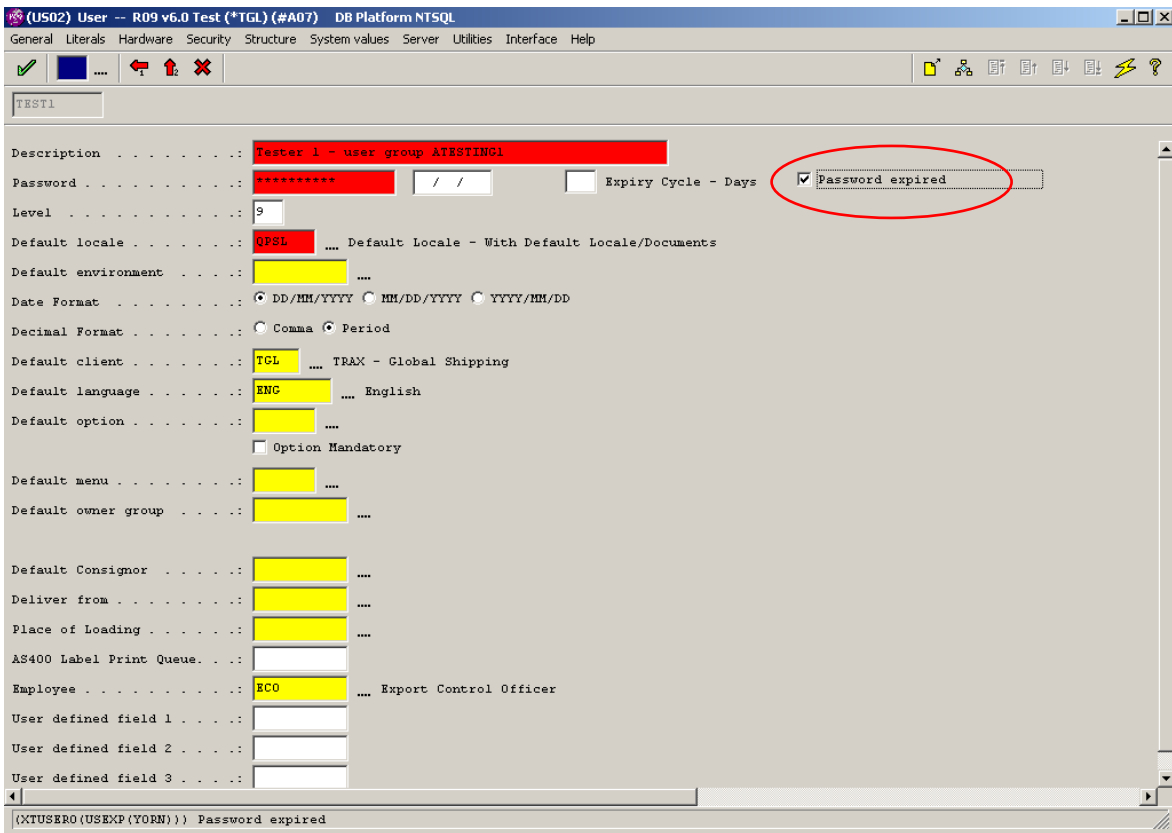 (US02) User -- R09 v6.0 Test (*TGL) (#A07) DB Platform NTSQL
General Literals Hardware Security Structure System values Server Utilities Interface Help
.... 1 2 ?
TEST1
Description . . . . . . . .: Tester 1 - user group ATESTING1
Password . . . . . . . . . .: ********** / / Expiry Cycle - Days Password expired
Level . . . . . . . . . . .: 9
Default locale . . . . . . .: QPSL .... Default Locale - With Default Locale/Documents
Default environment . . . .: ....
Date Format . . . . . . . .: DD/MM/YYYY MM/DD/YYYY YYYY/MM/DD
Decimal Format . . . . . . .: Comma Period
Default client . . . . . . .: TGL .... TRAX - Global Shipping
Default language . . . . . .: ENG .... English
Default option . . . . . . .: ....
Option Mandatory
Default menu . . . . . . . .: ....
Default owner group . . . .: ....
Default Consignor . . . . .: ....
Deliver from . . . . . . . .: ....
Place of Loading . . . . . .: ....
AS400 Label Print Queue. . .:
Employee . . . . . . . . . .: ECO .... Export Control Officer
User defined field 1 . . . .:
User defined field 2 . . . .:
User defined field 3 . . . .:
(XTUSER0(USEXP(YORN))) Password expired